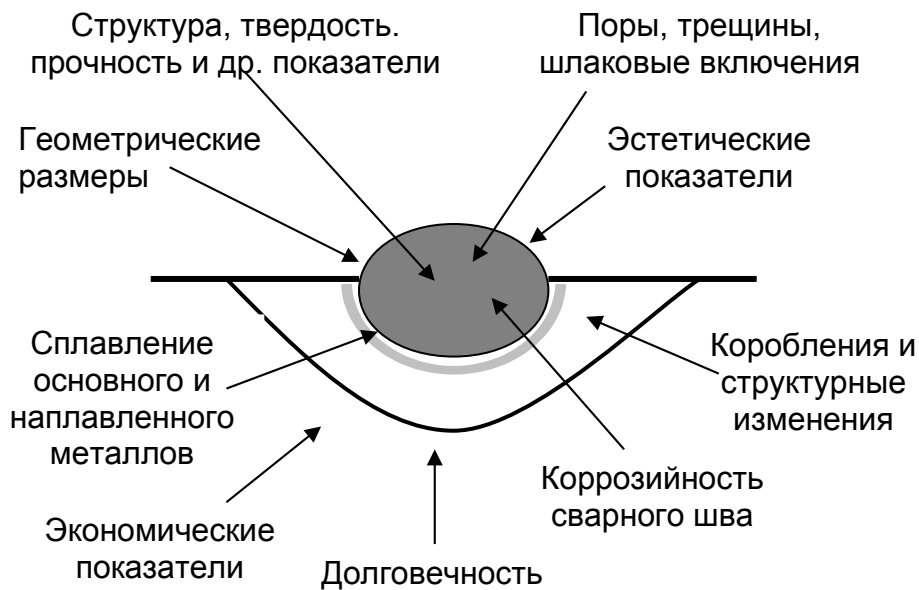 Структура, твердость.
прочность и др. показатели
Поры, трещины,
шлаковые включения
Геометрические
размеры
Эстетические
показатели
Сплавление
основного и
наплавленного
металлов
Коробления и
структурные
изменения
Коррозийность
сварного шва
Экономические
показатели
Долговечность